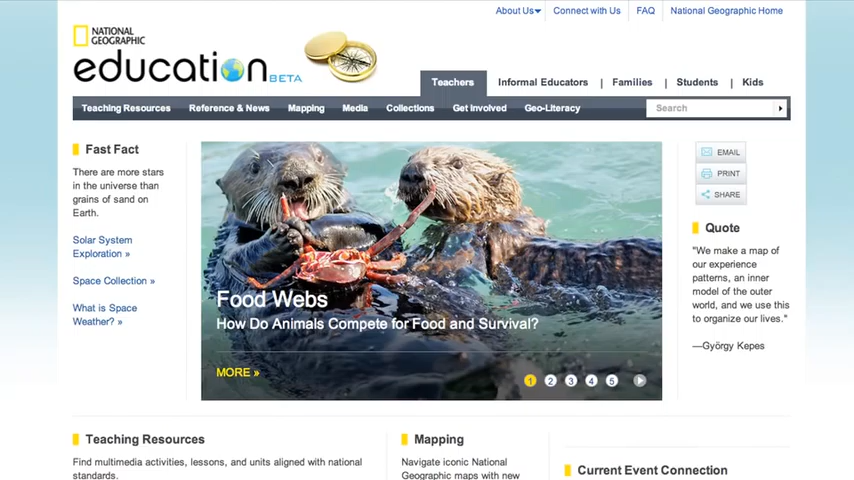 About Us
Connect with Us
FAQ
National Geographic Home
NATIONAL
GEOGRAPHIC
education BETA
Teachers
Informal Educators | Families | Students | Kids
Teaching Resources
Reference & News
Mapping
Media
Collections
Get Involved
Geo-Literacy
Search
Fast Fact
There are more stars
in the universe than
grains of sand on
Earth.
Solar System
Exploration »
Space Collection »
What is Space
Weather? »
Food Webs
How Do Animals Compete for Food and Survival?
MORE »
1 2 3 4 5
EMAIL
PRINT
SHARE
Quote
"We make a map of
our experience
patterns, an inner
model of the outer
world, and we use this
to organize our lives."
—György Kepes
Teaching Resources
Find multimedia activities, lessons, and units aligned with national
standards.
Mapping
Navigate iconic National
Geographic maps with new
Current Event Connection